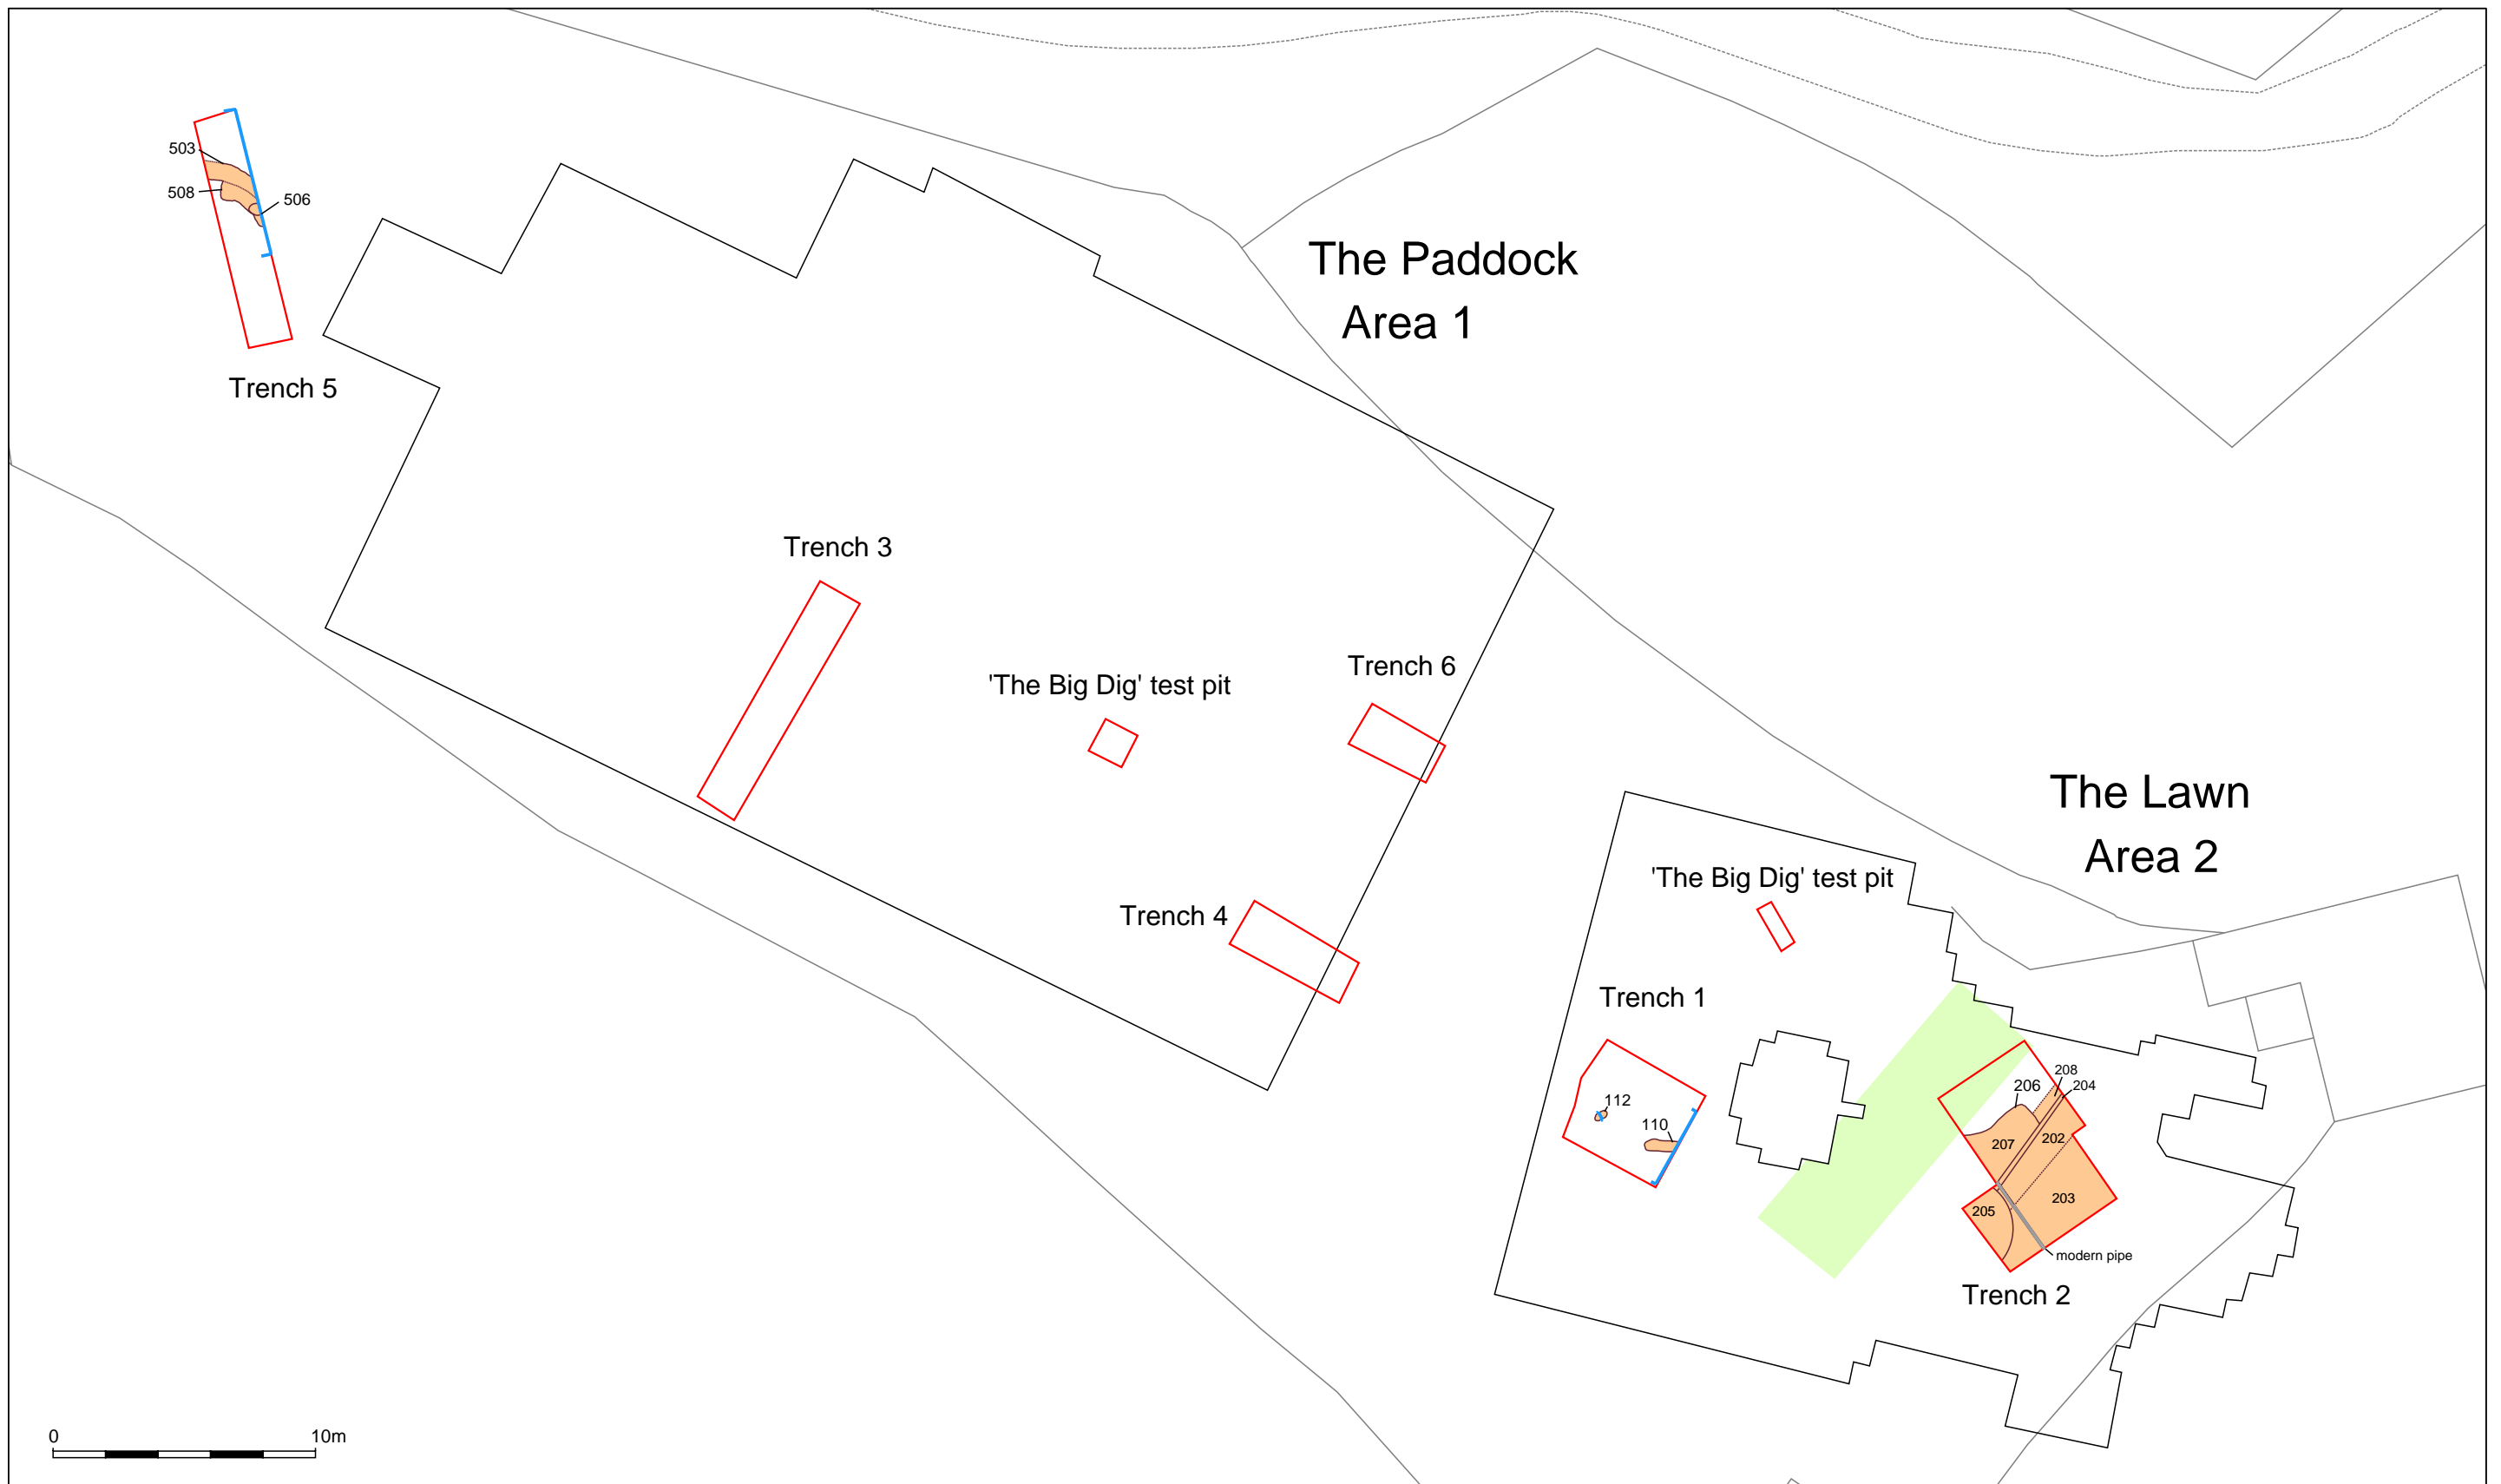 503
508
506
Trench 5
The Paddock
Area 1
Trench 3
'The Big Dig' test pit
Trench 6
Trench 4
The Lawn
Area 2
'The Big Dig' test pit
Trench 1
112
110
206
208
204
207
202
205
203
modern pipe
Trench 2
0 10m